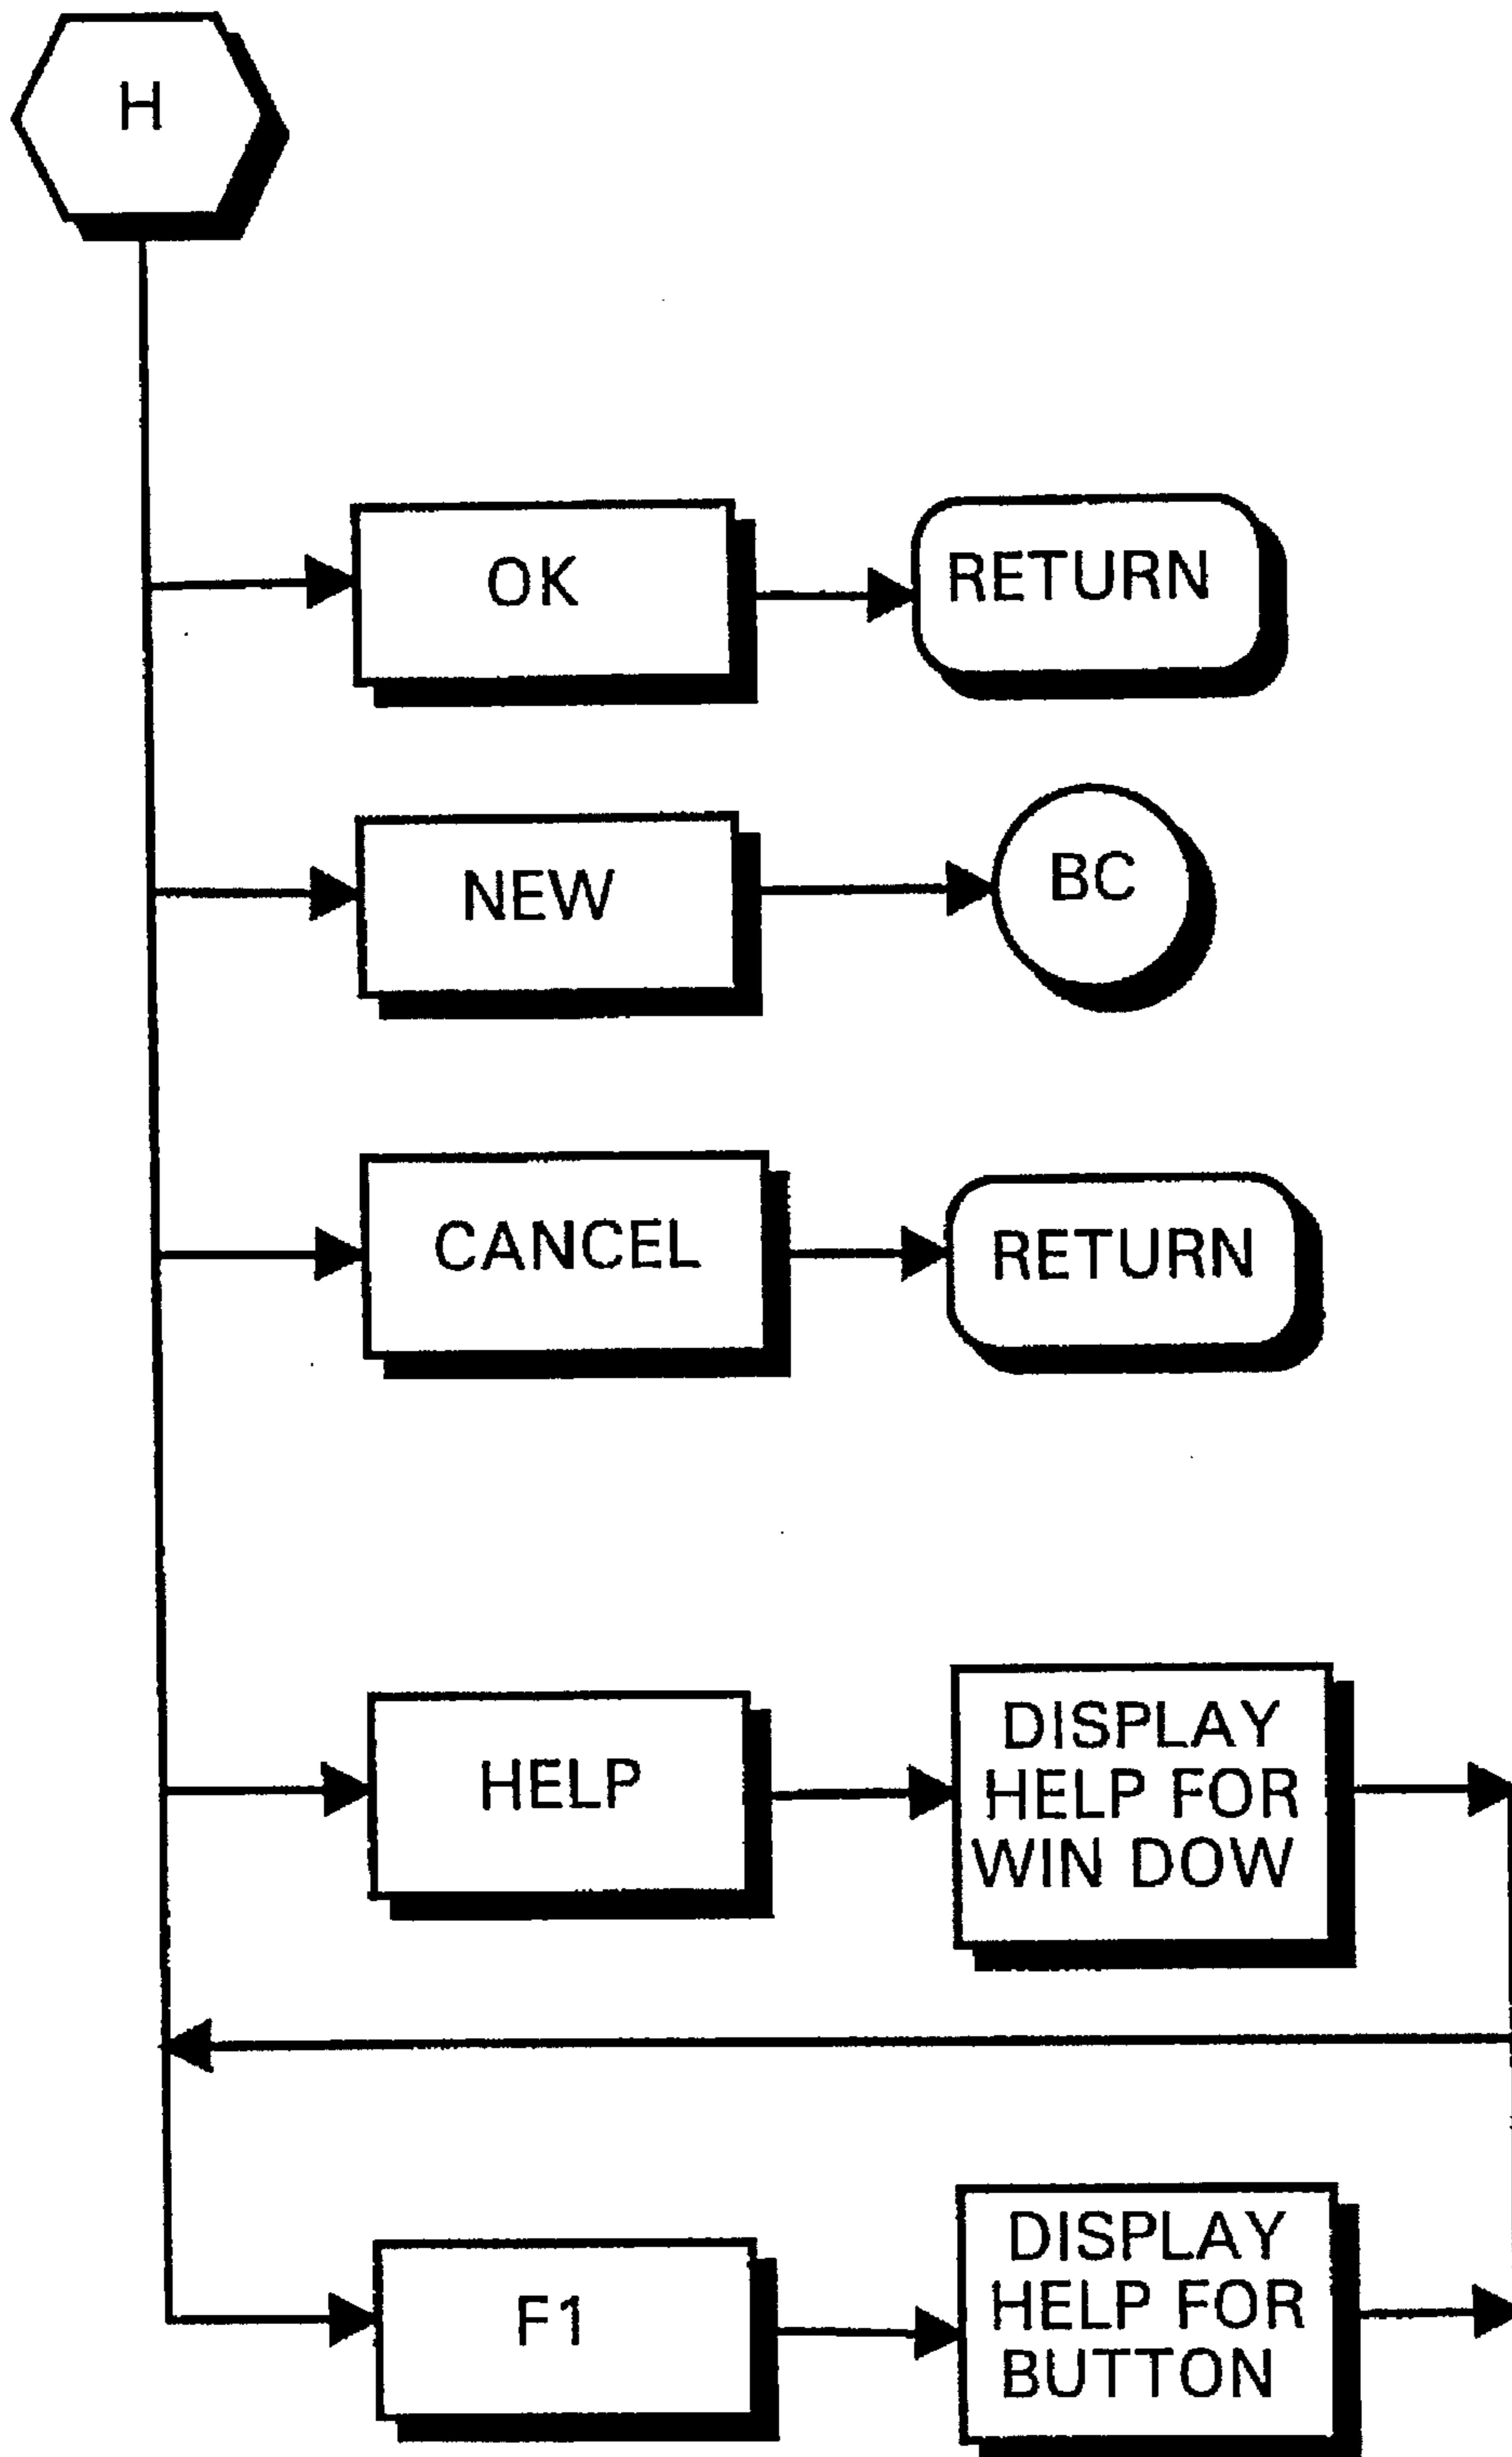 H
OK
RETURN
NEW
BC
CANCEL
RETURN
HELP
DISPLAY
HELP FOR
WIN DOW
F1
DISPLAY
HELP FOR
BUTTON